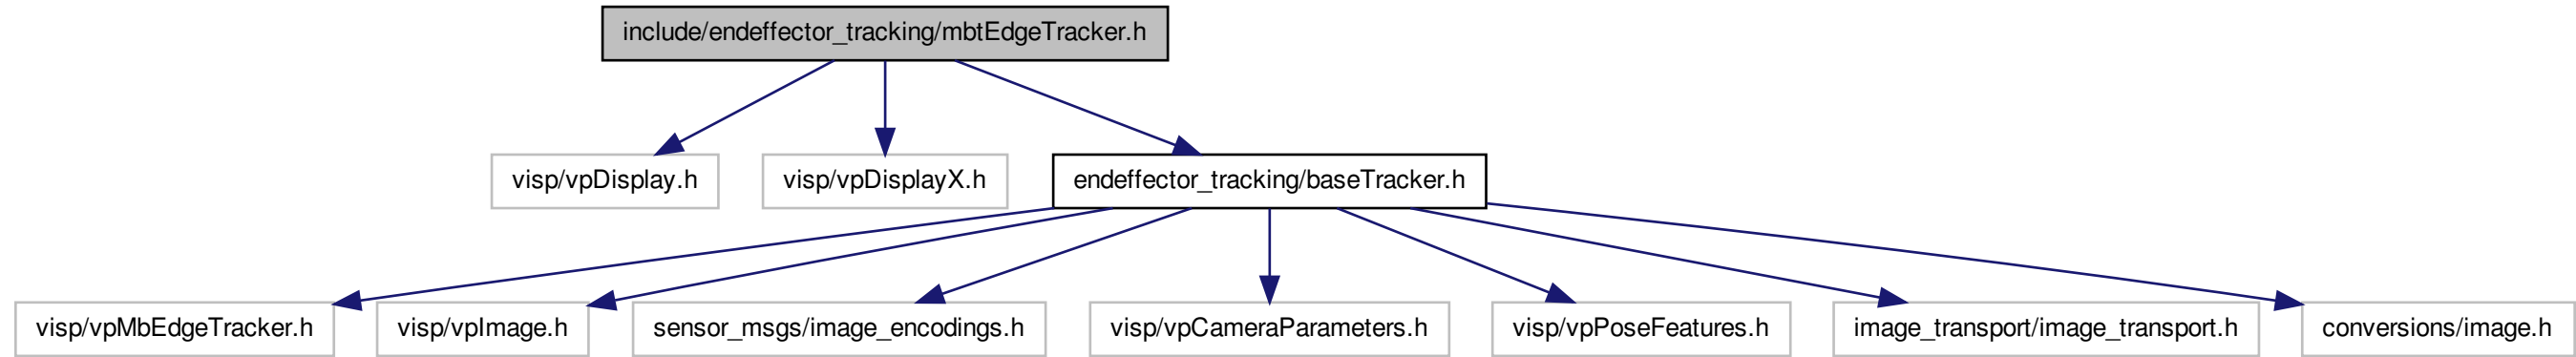 include/endeffector_tracking/mbtEdgeTracker.h
visp/vpDisplay.h
visp/vpDisplayX.h
endeffector_tracking/baseTracker.h
visp/vpMbEdgeTracker.h
visp/vpImage.h
sensor_msgs/image_encodings.h
visp/vpCameraParameters.h
visp/vpPoseFeatures.h
image_transport/image_transport.h
conversions/image.h